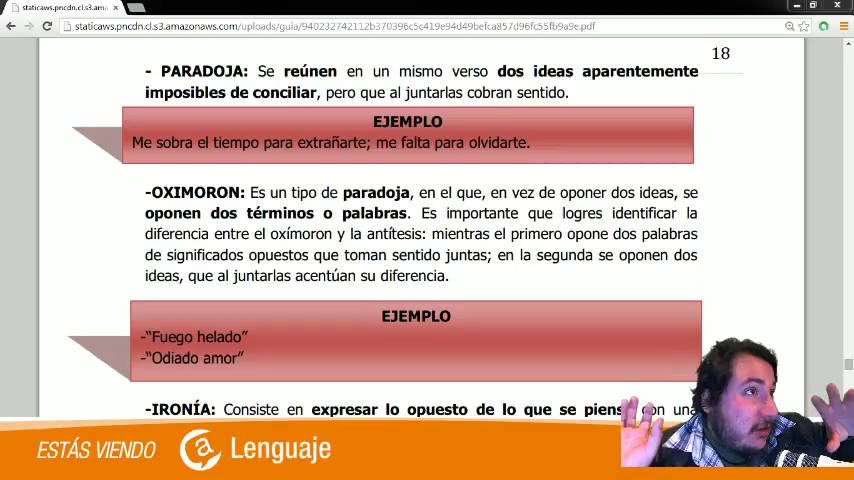 staticaws.pncdn.cl.s3.ama
staticaws.pncdn.cl.s3.amazonaws.com/uploads/guia/940232742112b370396c5c419e94d49befca857d96fc55fb9a9e.pdf
18
- PARADOJA: Se reúnen en un mismo verso dos ideas aparentemente
imposibles de conciliar, pero que al juntarlas cobran sentido.
EJEMPLO
Me sobra el tiempo para extrañarte; me falta para olvidarte.
-OXIMORON: Es un tipo de paradoja, en el que, en vez de oponer dos ideas, se
oponen dos términos o palabras. Es importante que logres identificar la
diferencia entre el oxímoron y la antítesis: mientras el primero opone dos palabras
de significados opuestos que toman sentido juntas; en la segunda se oponen dos
ideas, que al juntarlas acentúan su diferencia.
EJEMPLO
-“Fuego helado”
-“Odiado amor”
-IRONÍA: Consiste en expresar lo opuesto de lo que se piens con una
ESTÁS VIENDO
a Lenguaje